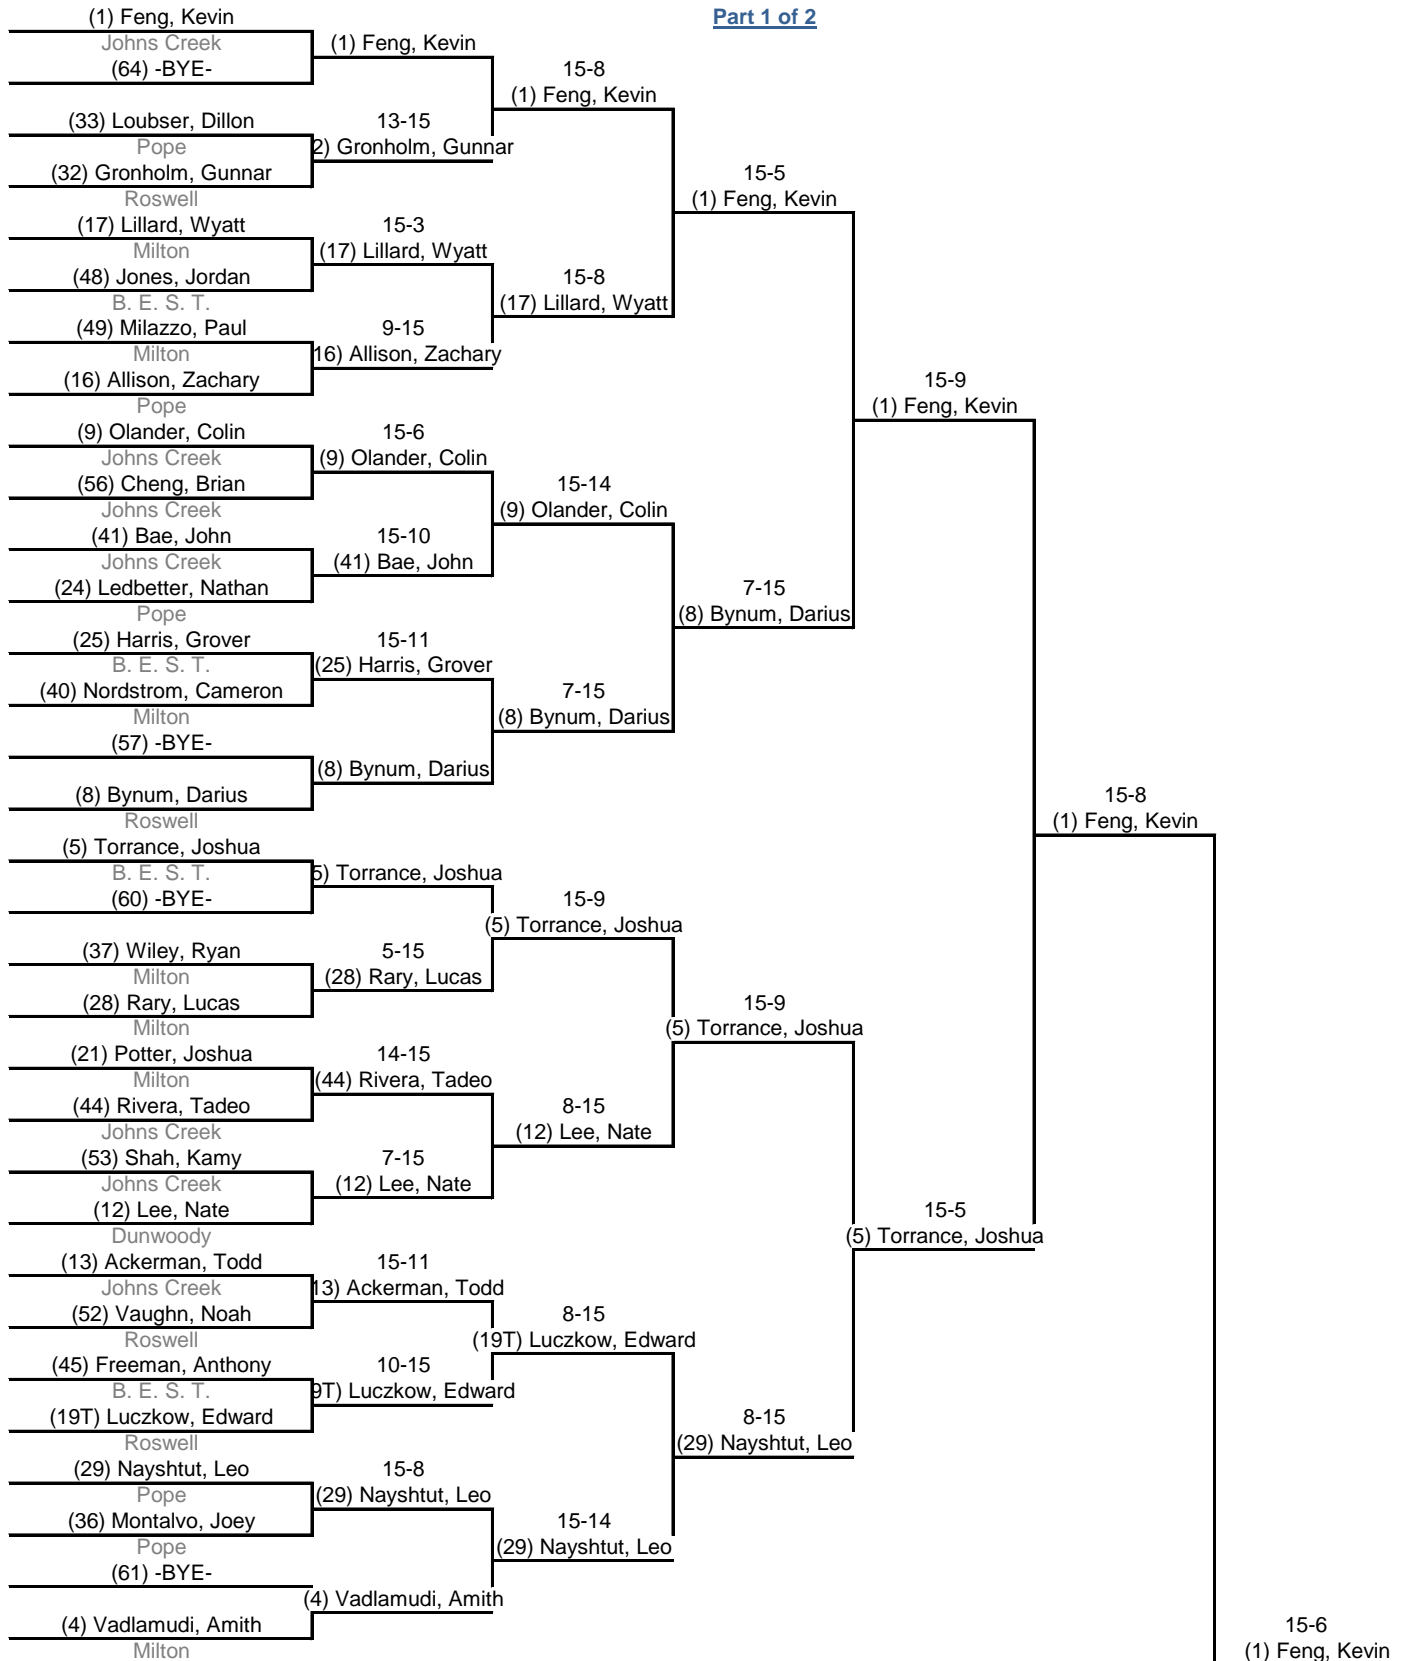 Part 1 of 2
(1) Feng, Kevin
Johns Creek
(64) -BYE-
(33) Loubser, Dillon
Pope
(32) Gronholm, Gunnar
Roswell
(17) Lillard, Wyatt
Milton
(48) Jones, Jordan
B. E. S. T.
(49) Milazzo, Paul
Milton
(16) Allison, Zachary
Pope
(9) Olander, Colin
Johns Creek
(56) Cheng, Brian
Johns Creek
(41) Bae, John
Johns Creek
(24) Ledbetter, Nathan
Pope
(25) Harris, Grover
B. E. S. T.
(40) Nordstrom, Cameron
Milton
(57) -BYE-
(8) Bynum, Darius
Roswell
(5) Torrance, Joshua
B. E. S. T.
(60) -BYE-
(37) Wiley, Ryan
Milton
(28) Rary, Lucas
Milton
(21) Potter, Joshua
Milton
(44) Rivera, Tadeo
Johns Creek
(53) Shah, Kamy
Johns Creek
(12) Lee, Nate
Dunwoody
(13) Ackerman, Todd
Johns Creek
(52) Vaughn, Noah
Roswell
(45) Freeman, Anthony
B. E. S. T.
(19T) Luczkow, Edward
Roswell
(29) Nayshtut, Leo
Pope
(36) Montalvo, Joey
Pope
(61) -BYE-
(4) Vadlamudi, Amith
Milton
(1) Feng, Kevin
13-15
2) Gronholm, Gunnar
15-3
(17) Lillard, Wyatt
9-15
16) Allison, Zachary
15-6
(9) Olander, Colin
15-10
(41) Bae, John
15-11
(25) Harris, Grover
(8) Bynum, Darius
5) Torrance, Joshua
5-15
(28) Rary, Lucas
14-15
(44) Rivera, Tadeo
7-15
(12) Lee, Nate
15-11
13) Ackerman, Todd
10-15
9T) Luczkow, Edward
15-8
(29) Nayshtut, Leo
(4) Vadlamudi, Amith
15-8
(1) Feng, Kevin
15-8
(17) Lillard, Wyatt
15-14
(9) Olander, Colin
7-15
(8) Bynum, Darius
15-9
(5) Torrance, Joshua
8-15
(12) Lee, Nate
8-15
(19T) Luczkow, Edward
15-14
(29) Nayshtut, Leo
15-5
(1) Feng, Kevin
7-15
(8) Bynum, Darius
15-9
(5) Torrance, Joshua
8-15
(29) Nayshtut, Leo
15-9
(1) Feng, Kevin
15-5
(5) Torrance, Joshua
15-8
(1) Feng, Kevin
15-6
(1) Feng, Kevin